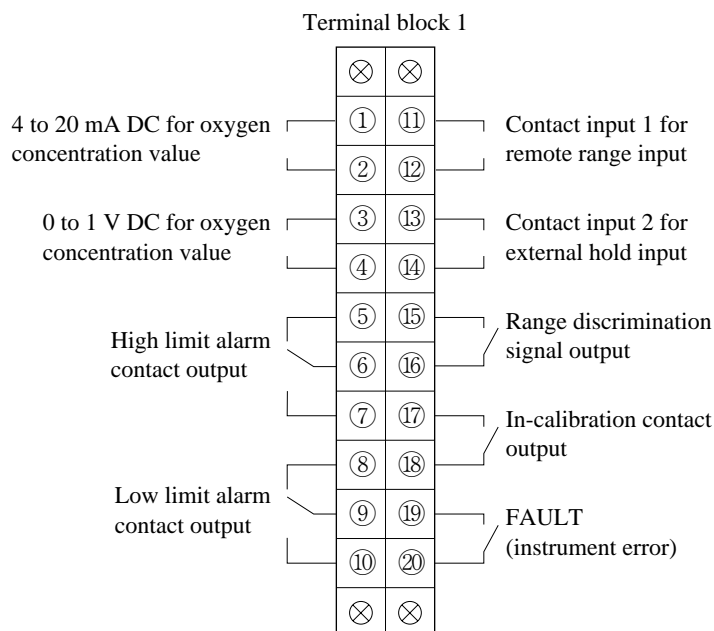 Terminal block 1
4 to 20 mA DC for oxygen
concentration value
0 to 1 V DC for oxygen
concentration value
High limit alarm
contact output
Low limit alarm
contact output
① ⑪
② ⑫
③ ⑬
④ ⑭
⑤ ⑮
⑥ ⑯
⑦ ⑰
⑧ ⑱
⑨ ⑲
⑩ ⑳
Contact input 1 for
remote range input
Contact input 2 for
external hold input
Range discrimination
signal output
In-calibration contact
output
FAULT
(instrument error)